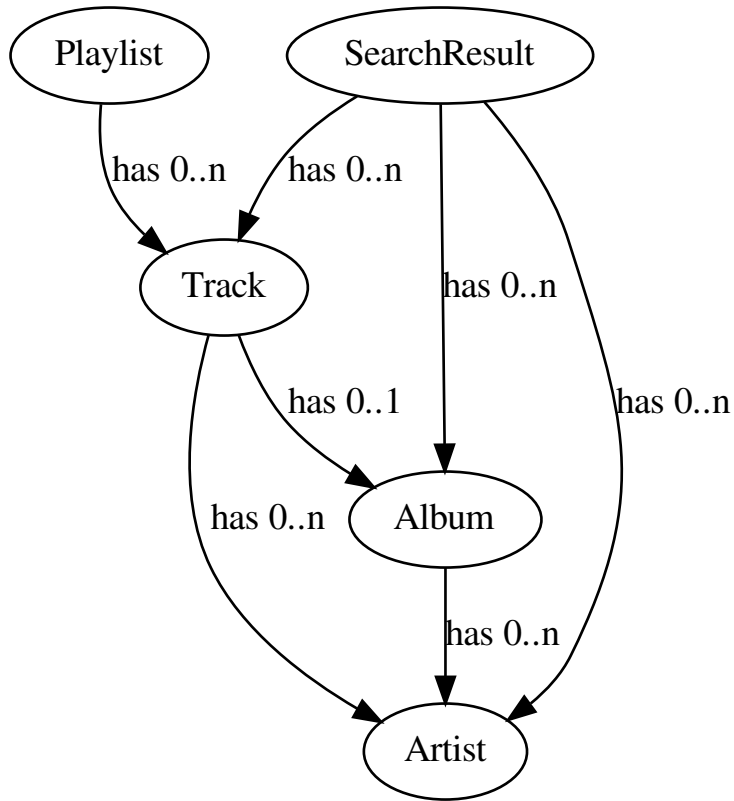 Playlist
SearchResult
has 0..n
has 0..n
Track
has 0..n
has 0..1
has 0..n
has 0..n
Album
has 0..n
Artist